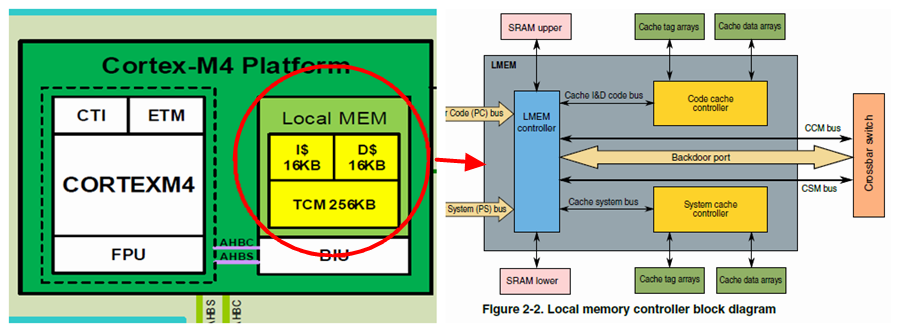 Cortex-M4 Platform
CTI
ETM
CORTEXM4
FPU
Local MEM
I$
16KB
D$
16KB
TCM 256KB
AHBC
AHBS
BIU
AHBS
AHBC
SRAM upper
Cache tag arrays
Cache data arrays
LMEM
r Code (PC) bus
Cache I&D code bus
Code cache
controller
LMEM
controller
CCM bus
Backdoor port
Crossbar switch
CSM bus
System (PS) bus
Cache system bus
System cache
controller
SRAM lower
Cache tag arrays
Cache data arrays
Figure 2-2. Local memory controller block diagram